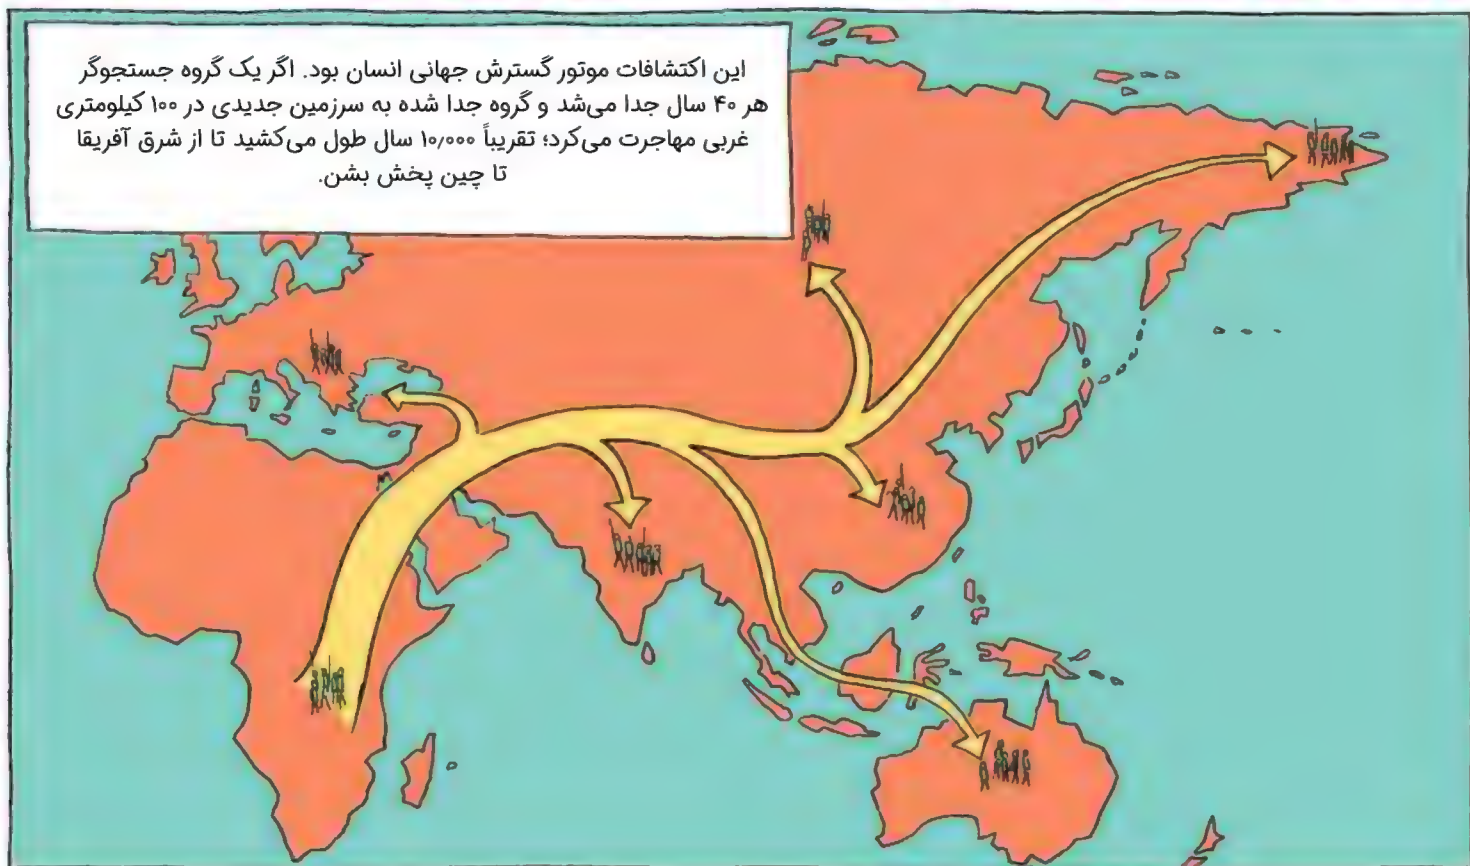 این اکتشافات موتور گسترش جهانی انسان بود. اگر یک گروه جستجوگر
هر ۴۰ سال جدا می‌شد و گروه جدا شده به سرزمین جدیدی در ۱۰۰ کیلومتری
غربی مهاجرت می‌کرد؛ تقریباً ۱۰٫۰۰۰ سال طول می‌کشید تا از شرق آفریقا
تا چین پخش بشن.